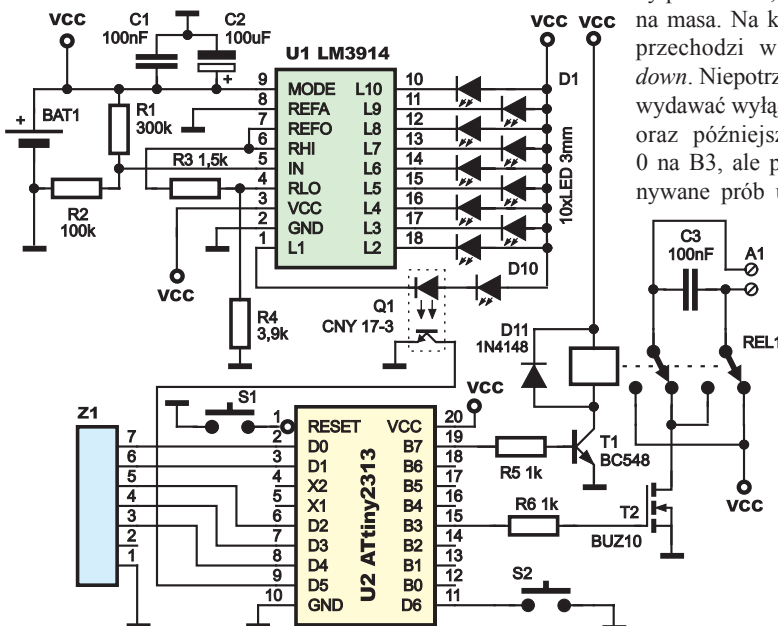 ny p
na masa. Na k
przechodzi w
down. Niepotrz
wydawać wyłą
oraz później
0 na B3, ale p
nywane prób u
VCC
C1
100nF
C2
100uF
+
U1 LM3914
VCC VCC
D1
+
BAT1
R1
300k
R2
100k
R3 1,5k
VCC
R4
3,9k
9 MODE L10 10
8 REFA L9 11
7 REFO L8 12
6 RHI L7 13
5 IN L6 14
4 RLO L5 15
3 VCC L4 16
2 GND L3 17
1 L1 L2 18
10xLED 3mm
D10
Q1
CNY 17-3
C3
100nF
A1
REL1
D11
1N4148
VCC
Z1
7
6
5
4
3
2
1
S1
VCC
1 RESET VCC 20
2 D0 B7 19
3 D1 B6 18
4 X2 B5 17
5 X1 B4 16
6 D2 B3 15
7 D3 B2 14
8 D4 B1 13
9 D5 B0 12
10 GND D6 11
U2 ATtiny2313
R5 1k
T1
BC548
R6 1k
T2
BUZ10
VCC
S2